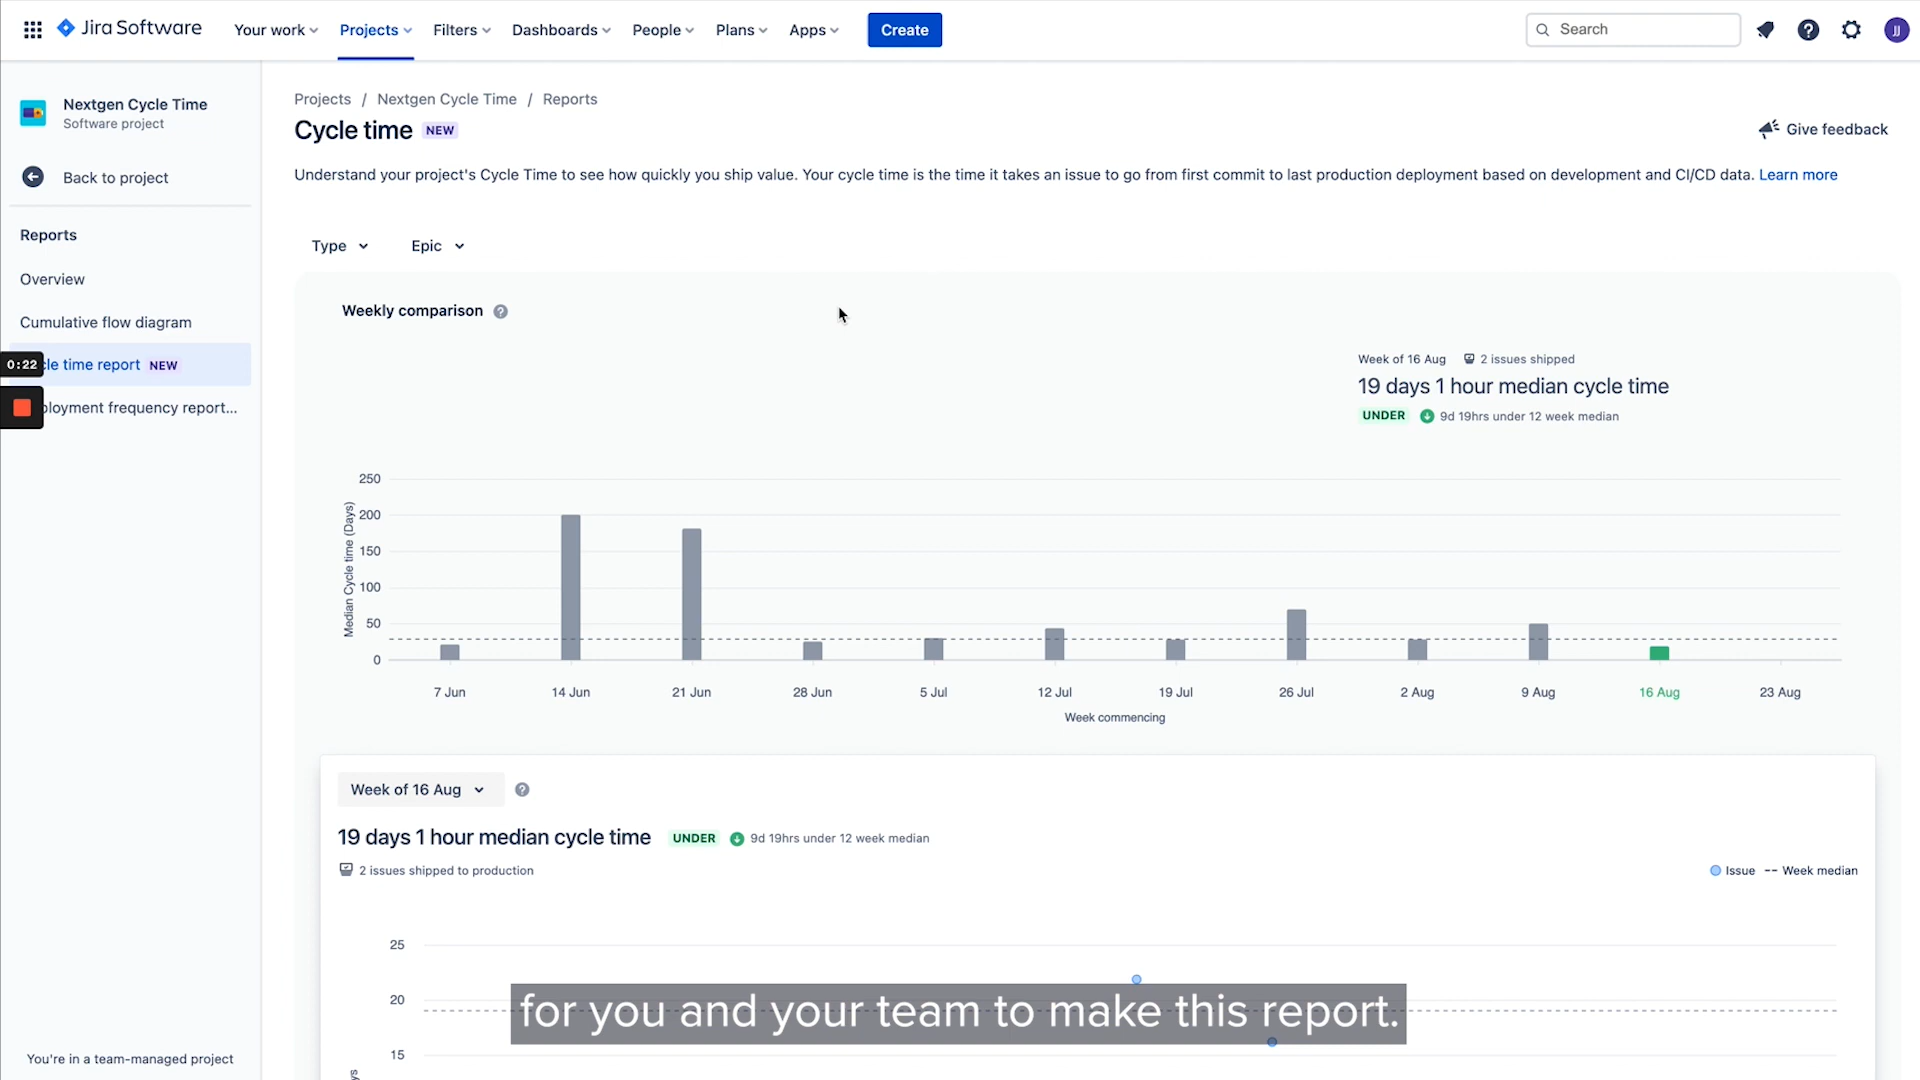 Jira Software
Your work
Projects
Filters
Dashboards
People
Plans
Apps
Create
Search
JJ
Nextgen Cycle Time
Software project
Back to project
Reports
Overview
Cumulative flow diagram
0:22
cle time report NEW
ployment frequency report...
You're in a team-managed project
Projects / Nextgen Cycle Time / Reports
Cycle time NEW
Give feedback
Understand your project's Cycle Time to see how quickly you ship value. Your cycle time is the time it takes an issue to go from first commit to last production deployment based on development and CI/CD data. Learn more
Type
Epic
Weekly comparison ?
Week of 16 Aug 2 issues shipped
19 days 1 hour median cycle time
UNDER 9d 19hrs under 12 week median
Median Cycle time (Days)
250
200
150
100
50
0
7 Jun 14 Jun 21 Jun 28 Jun 5 Jul 12 Jul 19 Jul 26 Jul 2 Aug 9 Aug 16 Aug 23 Aug
Week commencing
Week of 16 Aug ?
19 days 1 hour median cycle time UNDER 9d 19hrs under 12 week median
2 issues shipped to production
Issue -- Week median
25
20
15
for you and your team to make this report.